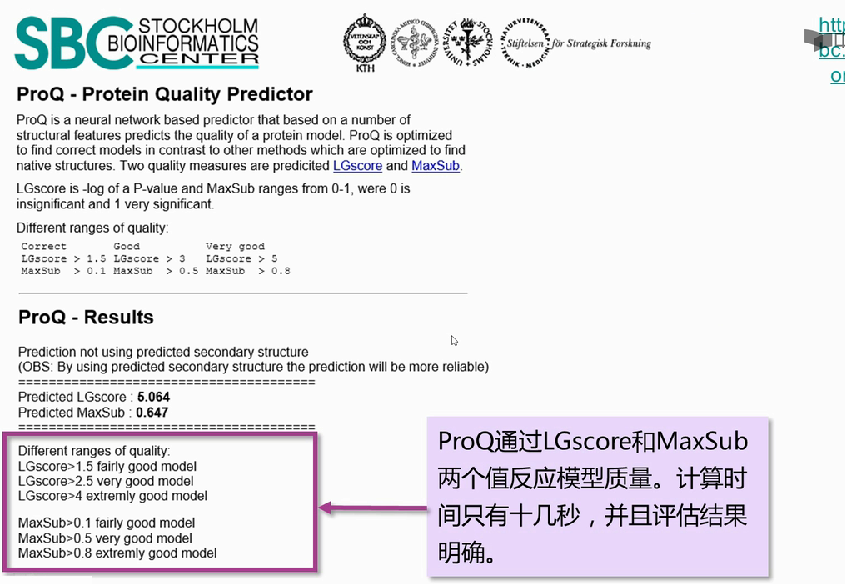 SBC STOCKHOLM
BIOINFORMATICS
CENTER
VETENSKAP
OCH
KONST
KTH
Stiftelsen för Strategisk Forskning
htt
bc.
or
ProQ - Protein Quality Predictor
ProQ is a neural network based predictor that based on a number of
structural features predicts the quality of a protein model. ProQ is optimized
to find correct models in contrast to other methods which are optimized to find
native structures. Two quality measures are predicited LGscore and MaxSub.
LGscore is -log of a P-value and MaxSub ranges from 0-1, were 0 is
insignificant and 1 very significant.
Different ranges of quality:
Correct Good Very good
LGscore > 1.5 LGscore > 3 LGscore > 5
MaxSub > 0.1 MaxSub > 0.5 MaxSub > 0.8
ProQ - Results
Prediction not using predicted secondary structure
(OBS: By using predicted secondary structure the prediction will be more reliable)
=======================================
Predicted LGscore : 5.064
Predicted MaxSub : 0.647
=======================================
Different ranges of quality:
LGscore>1.5 fairly good model
LGscore>2.5 very good model
LGscore>4 extremly good model
MaxSub>0.1 fairly good model
MaxSub>0.5 very good model
MaxSub>0.8 extremly good model
ProQ通过LGscore和MaxSub
两个值反应模型质量。计算时
间只有十几秒，并且评估结果
明确。